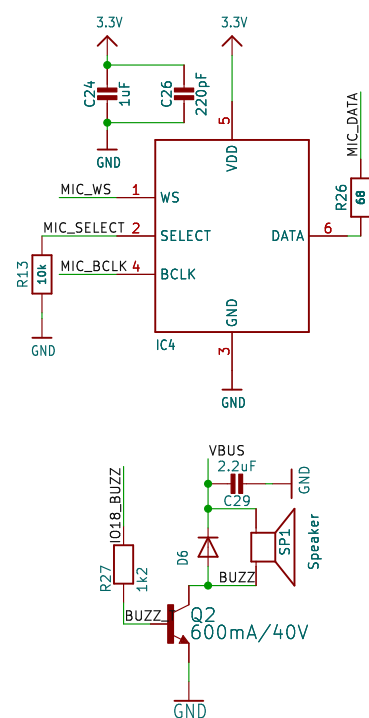 3.3V
3.3V
C24
1uF
C26
220pF
GND
MIC_DATA
5
VDD
MIC_WS
1
WS
R26
68
MIC_SELECT
2
SELECT
DATA
6
MIC_BCLK
4
BCLK
R13
10k
GND
GND
3
IC4
GND
VBUS
2.2uF
C29
GND
IO18_BUZZ
SP1
Speaker
D6
R27
1k2
BUZZ
BUZZ_
Q2
600mA/40V
GND